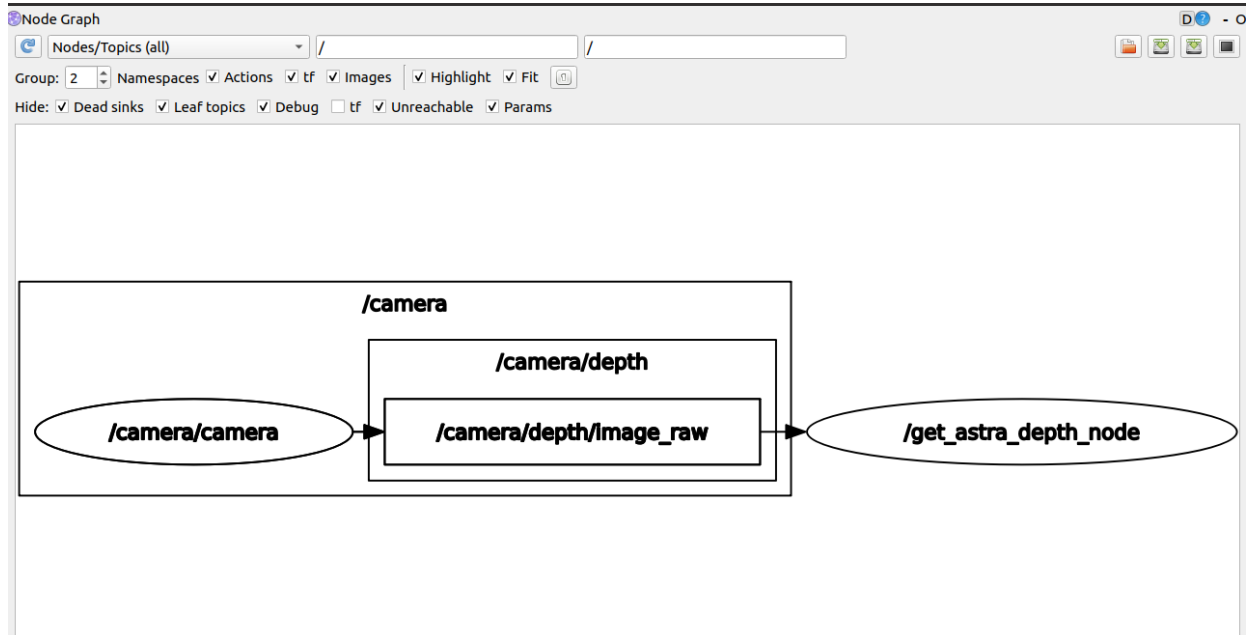 Node Graph D ? - O
Nodes/Topics (all) / /
Group: 2 Namespaces Actions tf Images Highlight Fit
Hide: Dead sinks Leaf topics Debug tf Unreachable Params
/camera
/camera/depth
/camera/camera /camera/depth/image_raw /get_astra_depth_node